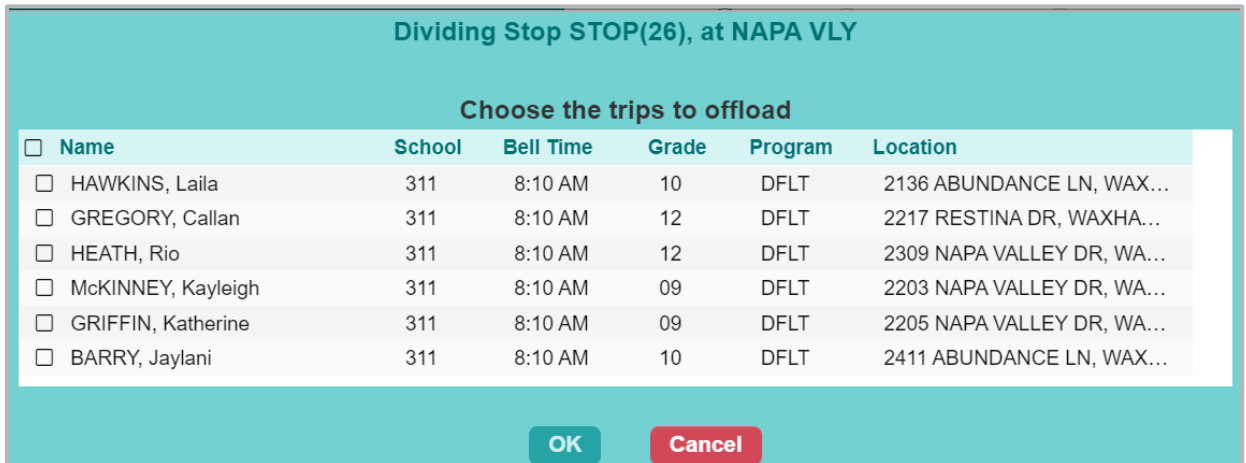 Dividing Stop STOP(26), at NAPA VLY
Choose the trips to offload
Name School Bell Time Grade Program Location
HAWKINS, Laila 311 8:10 AM 10 DFLT 2136 ABUNDANCE LN, WAX...
GREGORY, Callan 311 8:10 AM 12 DFLT 2217 RESTINA DR, WAXHA...
HEATH, Rio 311 8:10 AM 12 DFLT 2309 NAPA VALLEY DR, WA...
McKINNEY, Kayleigh 311 8:10 AM 09 DFLT 2203 NAPA VALLEY DR, WA...
GRIFFIN, Katherine 311 8:10 AM 09 DFLT 2205 NAPA VALLEY DR, WA...
BARRY, Jaylani 311 8:10 AM 10 DFLT 2411 ABUNDANCE LN, WAX...
OK Cancel